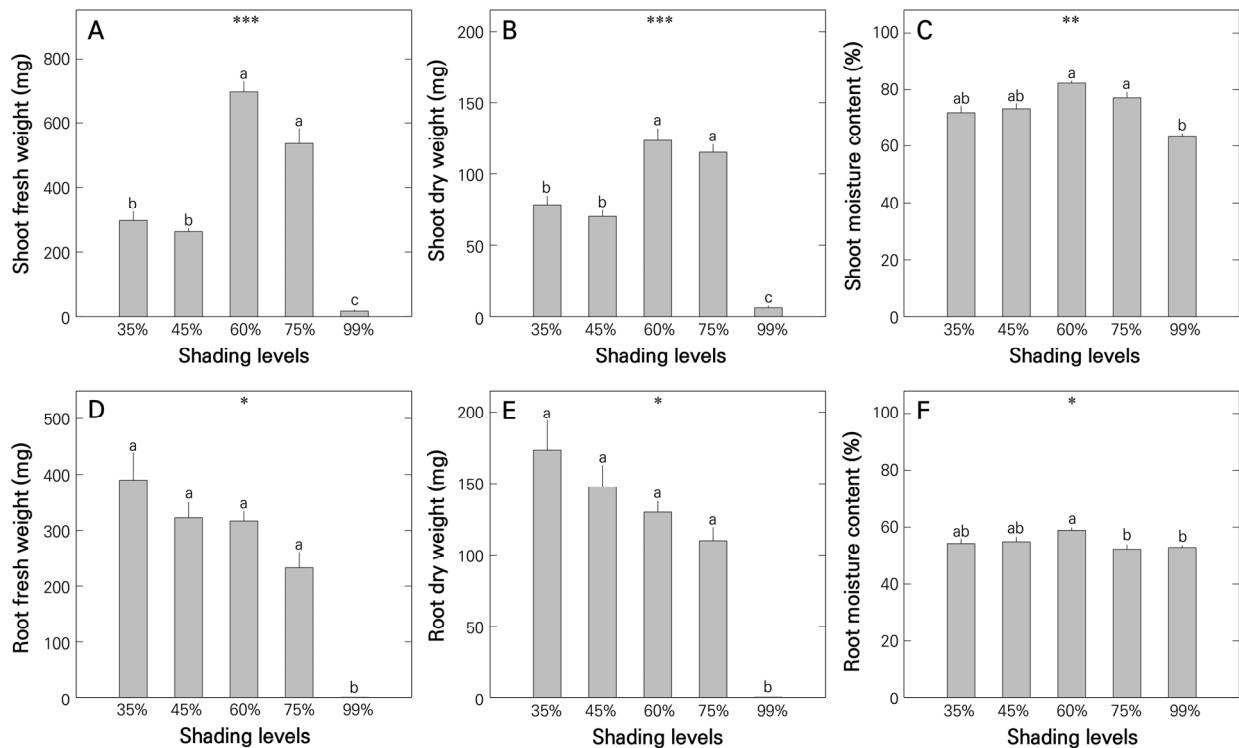 A
***
Shoot fresh weight (mg)
800
600
400
200
0
b
b
a
a
c
35% 45% 60% 75% 99%
Shading levels
B
***
Shoot dry weight (mg)
200
150
100
50
0
b
b
a
a
c
35% 45% 60% 75% 99%
Shading levels
C
**
Shoot moisture content (%)
100
80
60
40
20
0
ab
ab
a
a
b
35% 45% 60% 75% 99%
Shading levels
D
*
Root fresh weight (mg)
500
400
300
200
100
0
a
a
a
a
b
35% 45% 60% 75% 99%
Shading levels
E
*
Root dry weight (mg)
200
150
100
50
0
a
a
a
a
b
35% 45% 60% 75% 99%
Shading levels
F
*
Root moisture content (%)
100
80
60
40
20
0
ab
ab
a
b
b
35% 45% 60% 75% 99%
Shading levels